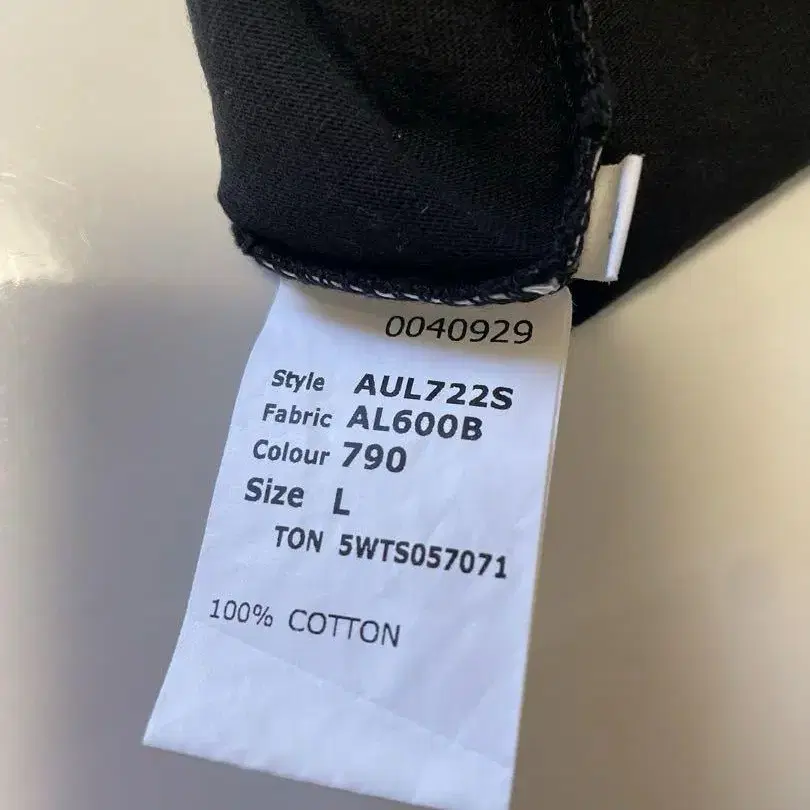 0040929
Style AUL722S
Fabric AL600B
Colour 790
Size L
TON 5WTS057071
100% COTTON